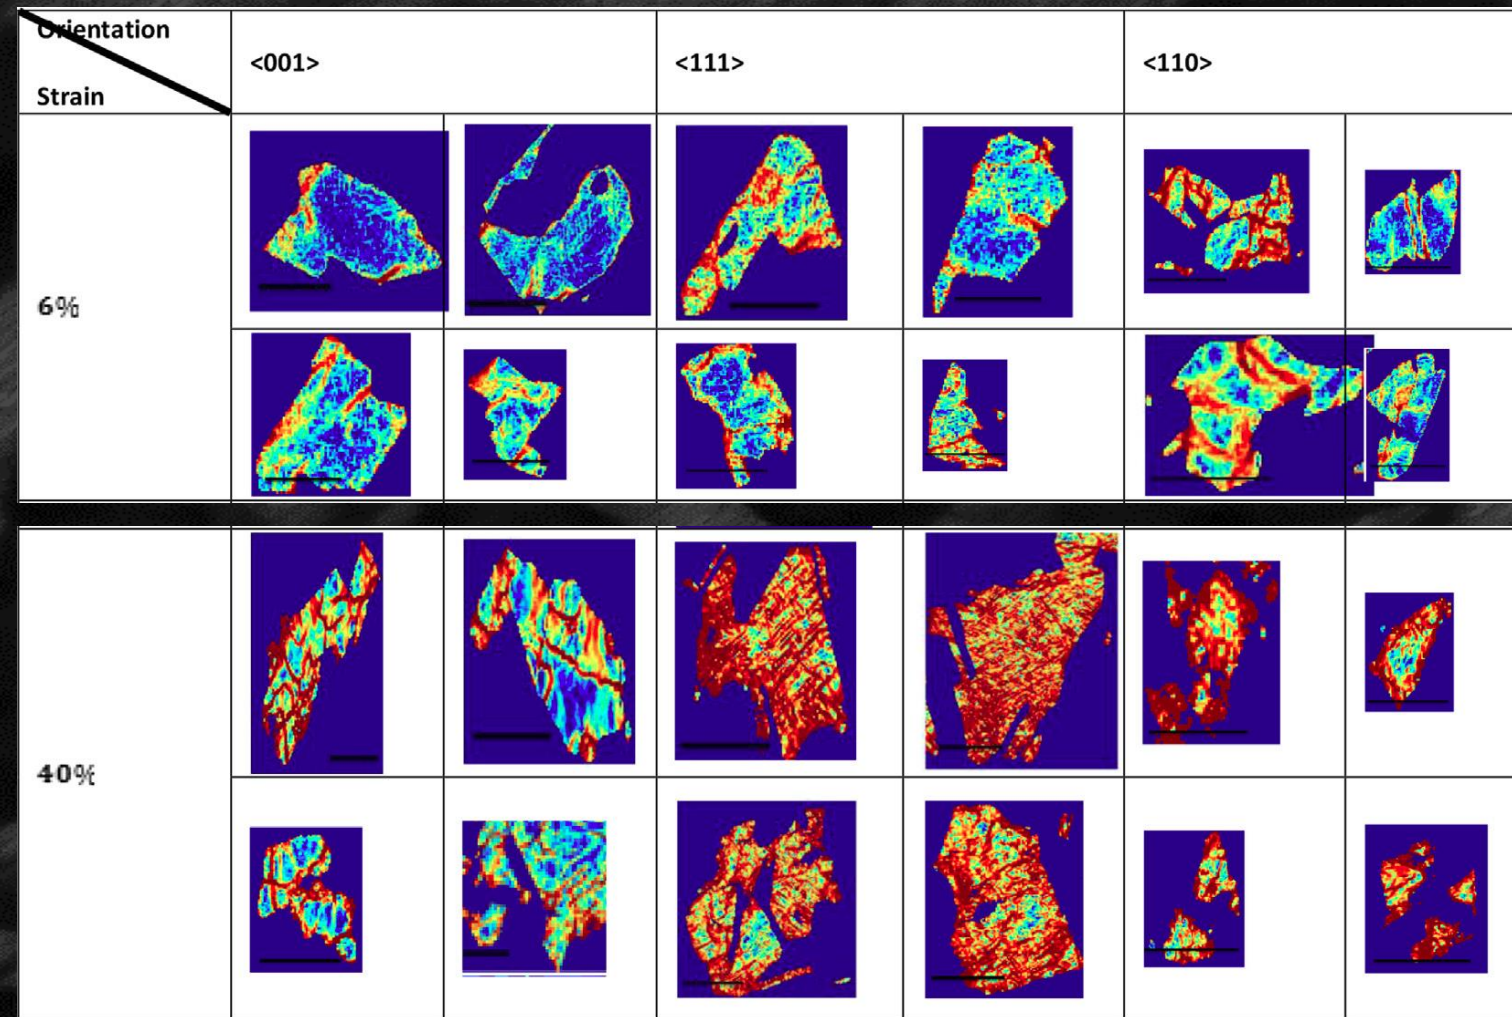 Orientation
Strain
<001>
<111>
<110>
6%
40%